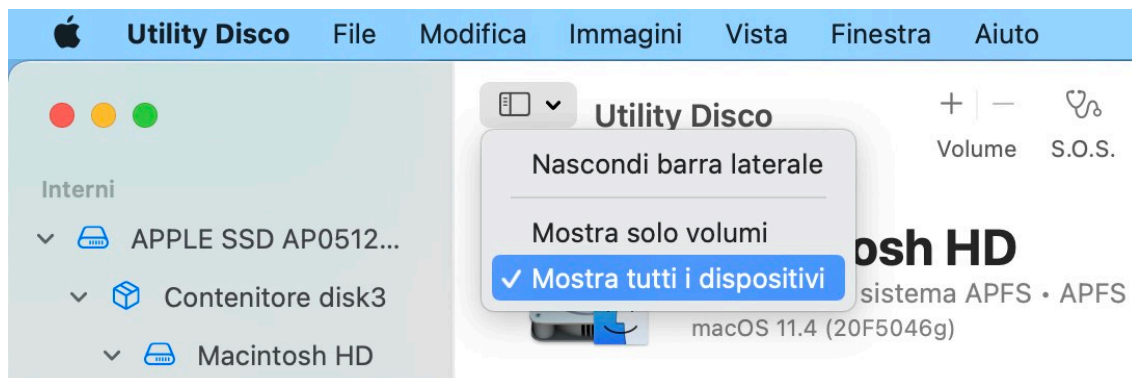 Utility Disco File Modifica Immagini Vista Finestra Aiuto
Utility Disco
Volume S.O.S.
Nascondi barra laterale
Mostra solo volumi
✓ Mostra tutti i dispositivi
Interni
APPLE SSD AP0512...
Contenitore disk3
Macintosh HD
osh HD
sistema APFS • APFS
macOS 11.4 (20F5046g)